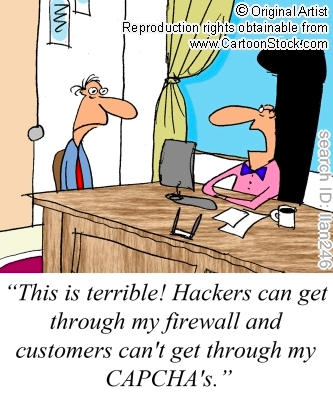 © Original Artist
Reproduction rights obtainable from
www.CartoonStock.com
search ID: llan246
“This is terrible! Hackers can get
through my firewall and
customers can't get through my
CAPCHA's.”